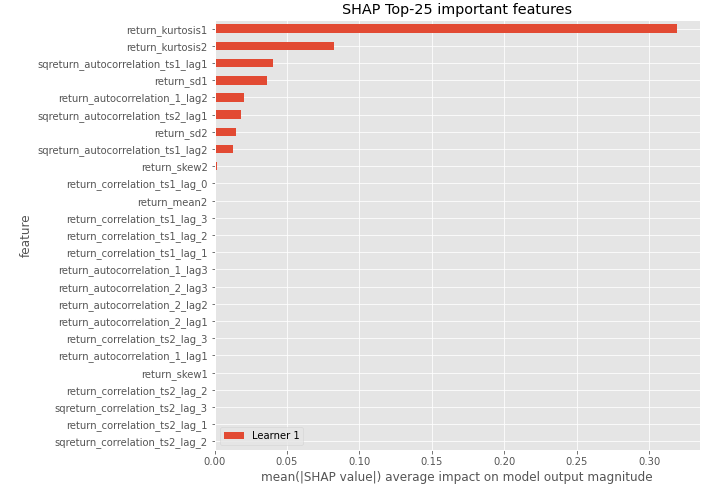 SHAP Top-25 important features
return_kurtosis1
return_kurtosis2
sqreturn_autocorrelation_ts1_lag1
return_sd1
return_autocorrelation_1_lag2
sqreturn_autocorrelation_ts2_lag1
return_sd2
sqreturn_autocorrelation_ts1_lag2
return_skew2
return_correlation_ts1_lag_0
return_mean2
return_correlation_ts1_lag_3
return_correlation_ts1_lag_2
return_correlation_ts1_lag_1
return_autocorrelation_1_lag3
return_autocorrelation_2_lag3
return_autocorrelation_2_lag2
return_autocorrelation_2_lag1
return_correlation_ts2_lag_3
return_autocorrelation_1_lag1
return_skew1
return_correlation_ts2_lag_2
sqreturn_correlation_ts2_lag_3
return_correlation_ts2_lag_1
sqreturn_correlation_ts2_lag_2
feature
Learner 1
0.00 0.05 0.10 0.15 0.20 0.25 0.30
mean(|SHAP value|) average impact on model output magnitude